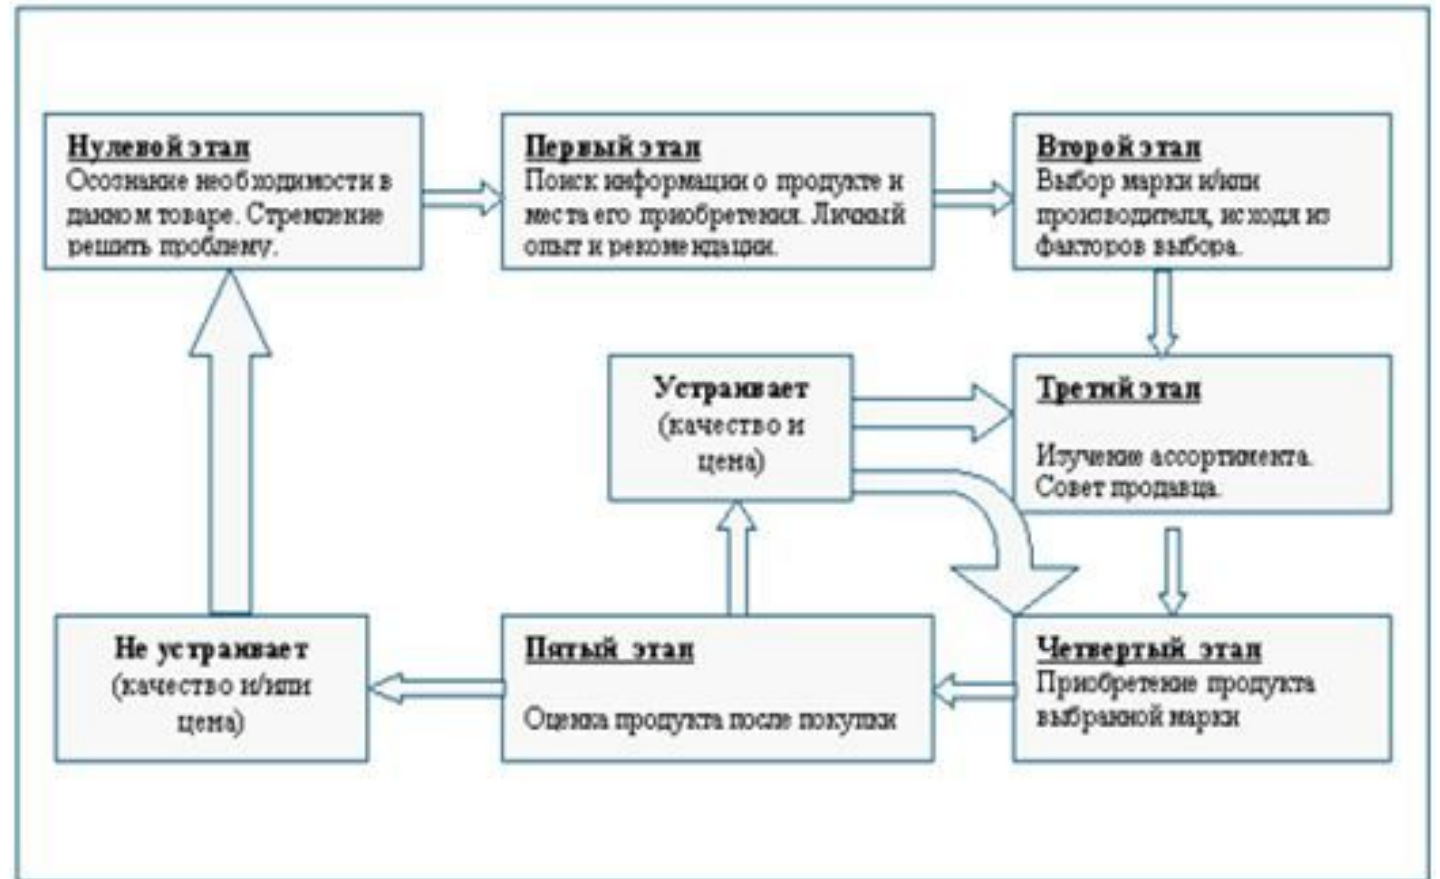 Нулевой этап
Осознание необходимости в
данном товаре. Стремление
решить проблему.
Первый этап
Поиск информации о продукте и
места его приобретения. Личный
опыт и рекомендации.
Второй этап
Выбор марки и/или
производителя, исходя из
факторов выбора.
Устраивает
(качество и
цена)
Третий этап
Изучение ассортимента.
Совет продавца.
Не устраивает
(качество и/или
цена)
Пятый этап
Оценка продукта после покупки
Четвертый этап
Приобретение продукта
выбранной марки